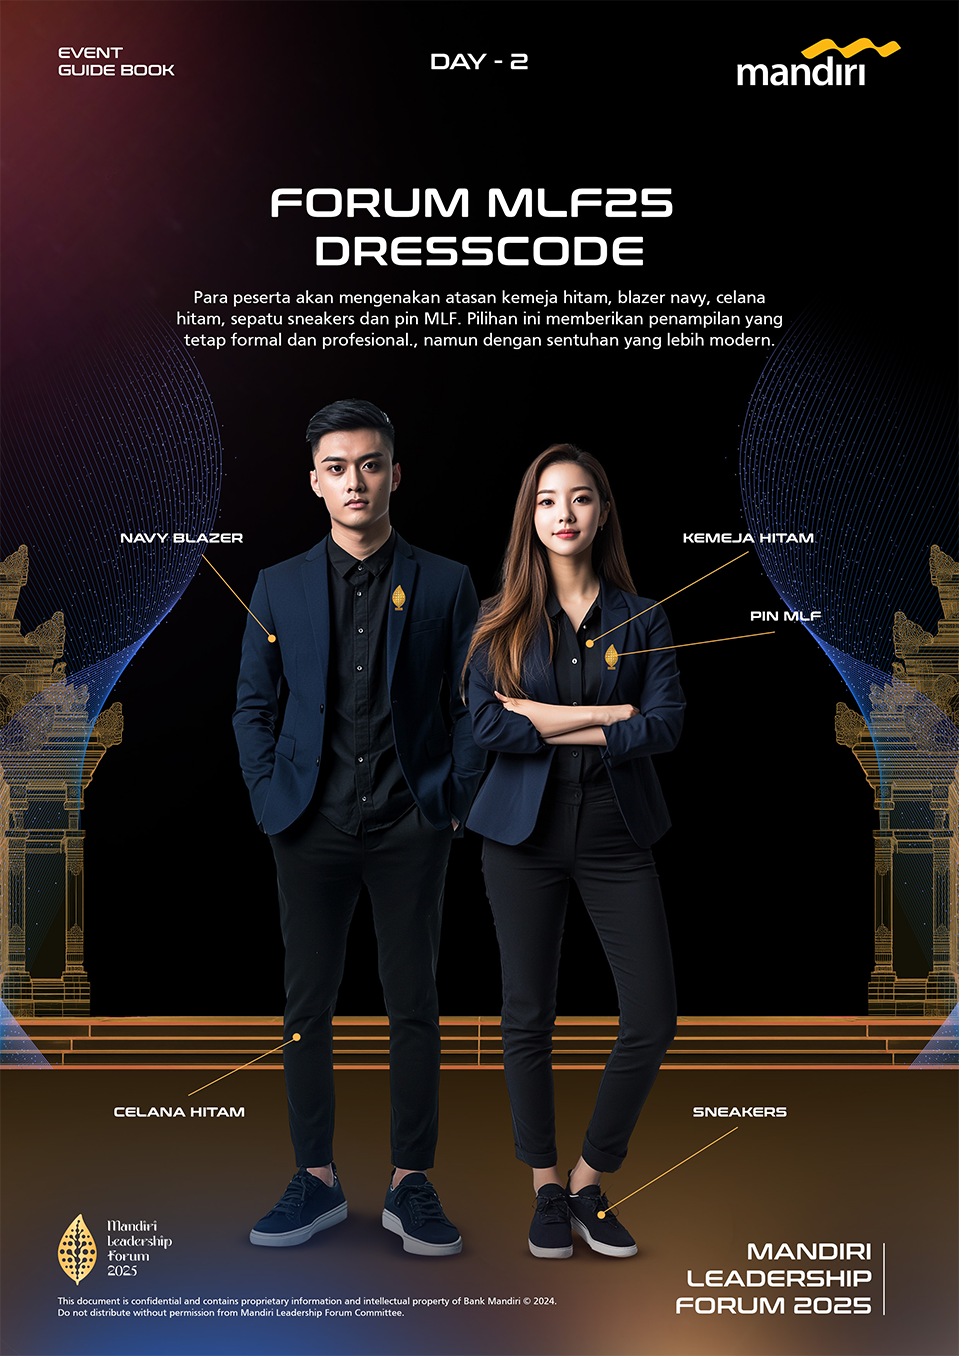 EVENT
GUIDE BOOK
DAY - 2
mandiri
FORUM MLF25
DRESSCODE
Para peserta akan mengenakan atasan kemeja hitam, blazer navy, celana
hitam, sepatu sneakers dan pin MLF. Pilihan ini memberikan penampilan yang
tetap formal dan profesional., namun dengan sentuhan yang lebih modern.
NAVY BLAZER
KEMEJA HITAM
PIN MLF
CELANA HITAM
SNEAKERS
Mandiri
Leadership
Forum
2025
This document is confidential and contains proprietary information and intellectual property of Bank Mandiri © 2024.
Do not distribute without permission from Mandiri Leadership Forum Committee.
MANDIRI
LEADERSHIP
FORUM 2025